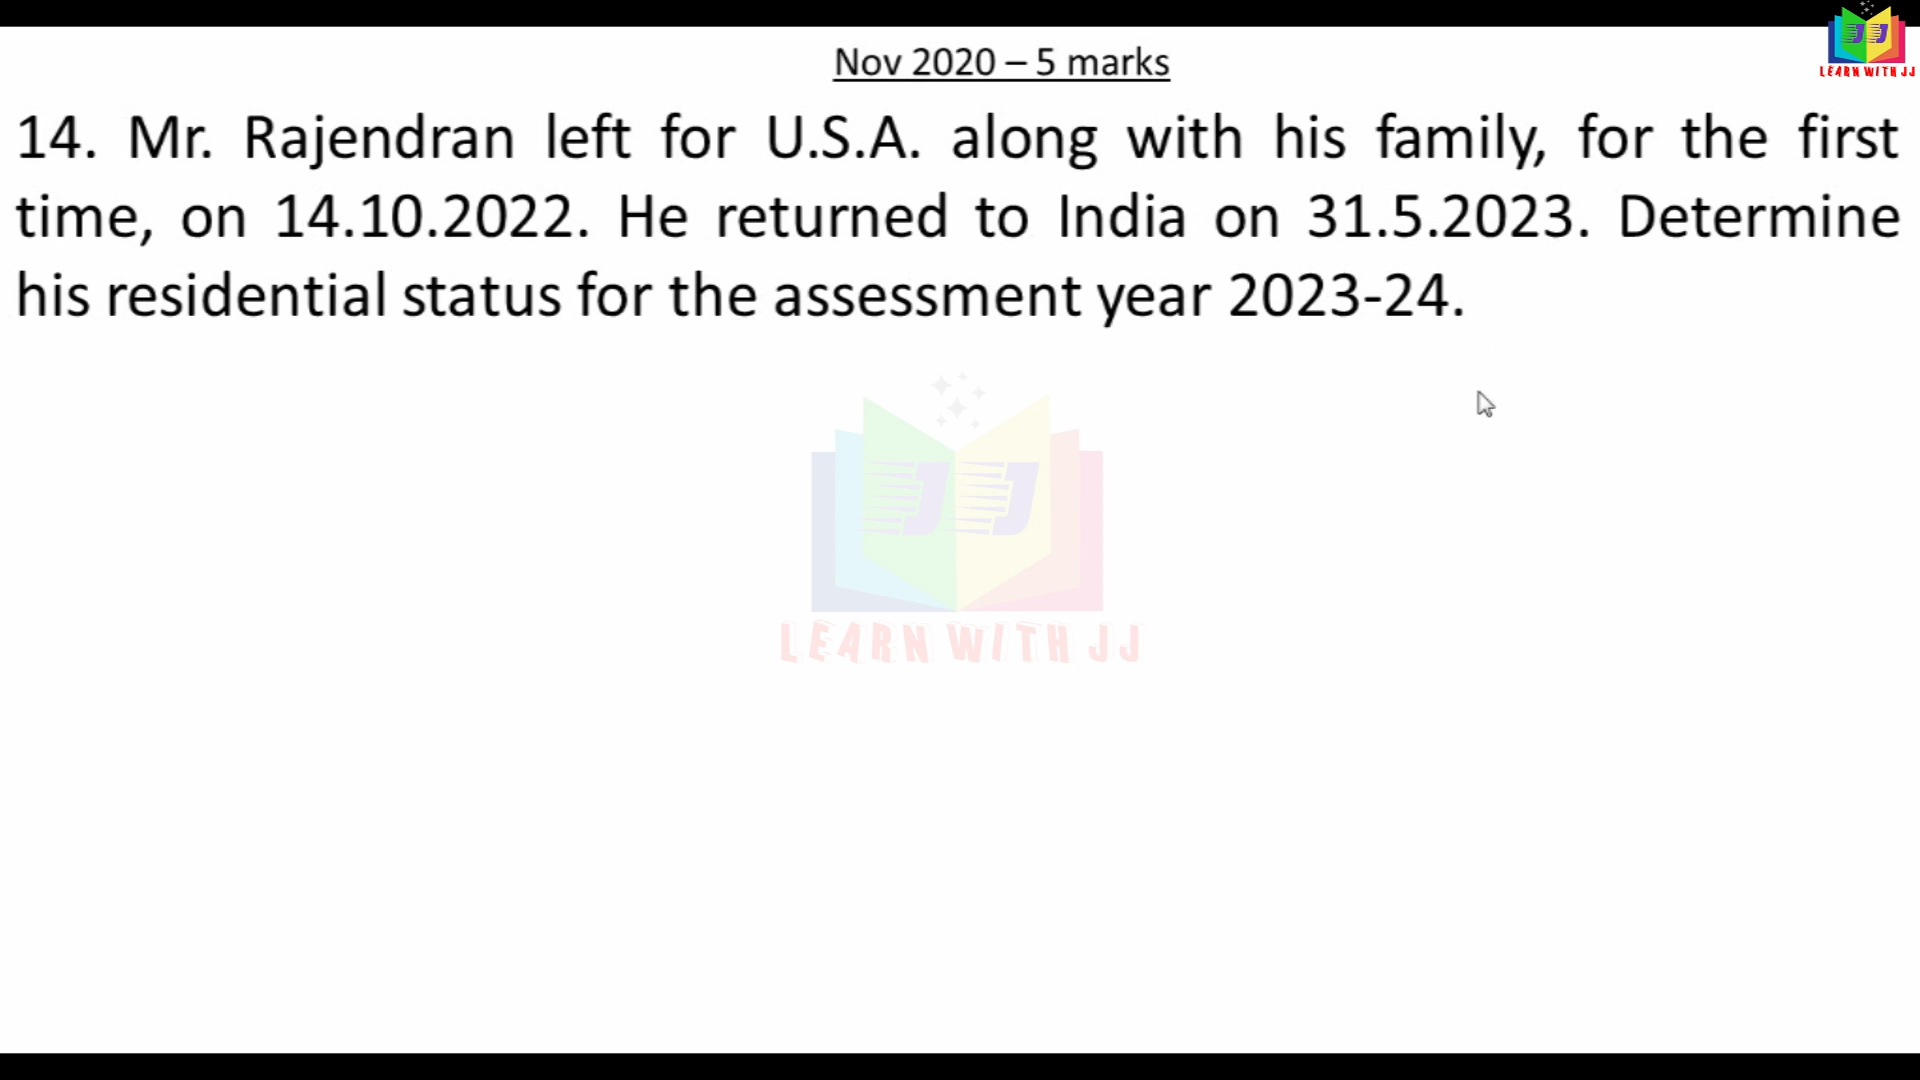 LEARN WITH JJ
Nov 2020 – 5 marks
14. Mr. Rajendran left for U.S.A. along with his family, for the first
time, on 14.10.2022. He returned to India on 31.5.2023. Determine
his residential status for the assessment year 2023-24.
JJ
LEARN WITH JJ